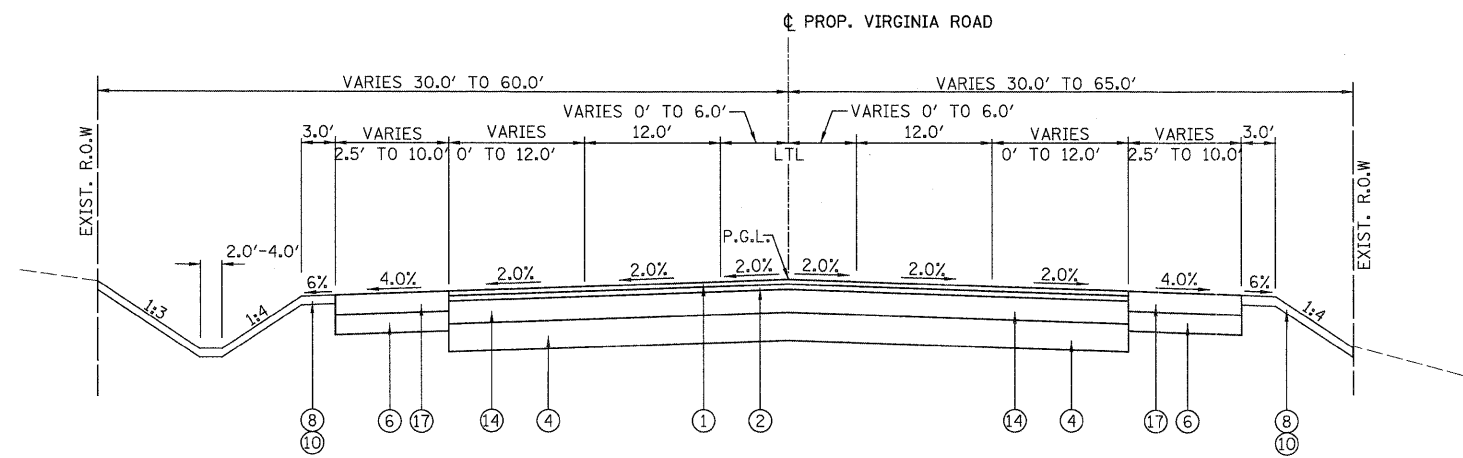 ℄ PROP. VIRGINIA ROAD
VARIES 30.0' TO 60.0'
VARIES 30.0' TO 65.0'
VARIES 0' TO 6.0'
VARIES 0' TO 6.0'
3.0'
VARIES
2.5' TO 10.0'
VARIES
0' TO 12.0'
12.0'
LTL
12.0'
VARIES
0' TO 12.0'
VARIES
2.5' TO 10.0'
3.0'
EXIST. R.O.W
EXIST. R.O.W
2.0'-4.0'
P.G.L.
1:3
1:4
6%
4.0%
2.0%
2.0%
2.0%
2.0%
2.0%
2.0%
4.0%
6%
1:4
8
10
6
17
14
4
1
2
14
4
17
6
8
10